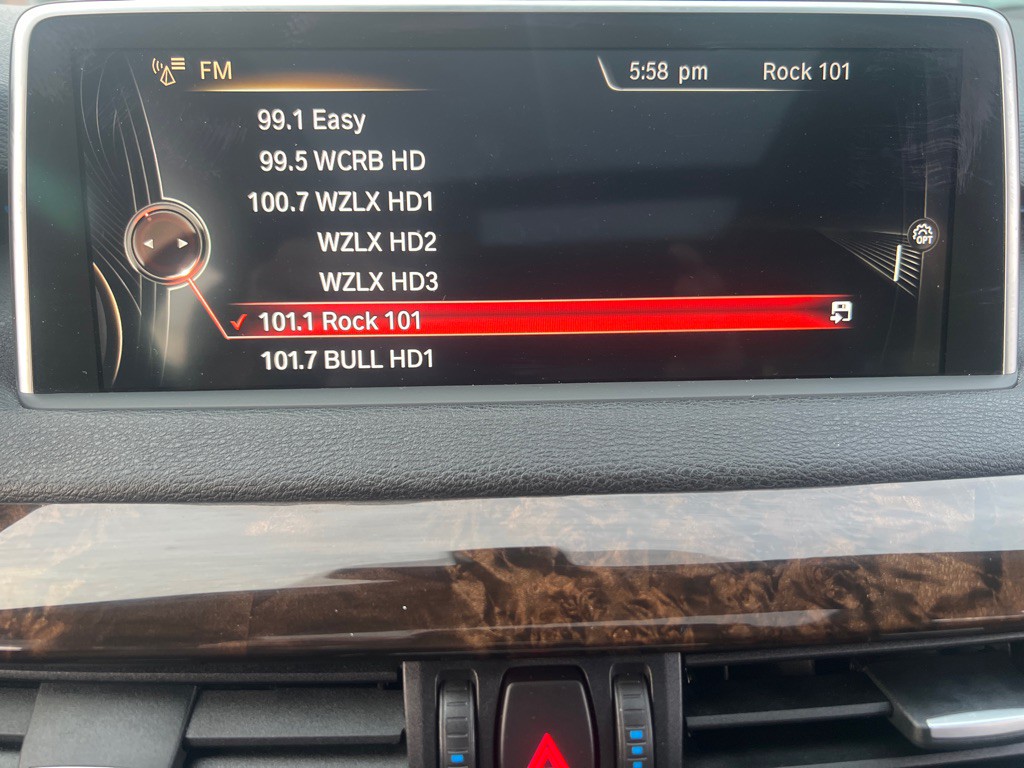 FM 5:58 pm Rock 101
99.1 Easy
99.5 WCRB HD
100.7 WZLX HD1
WZLX HD2
WZLX HD3
101.1 Rock 101
101.7 BULL HD1
OPT